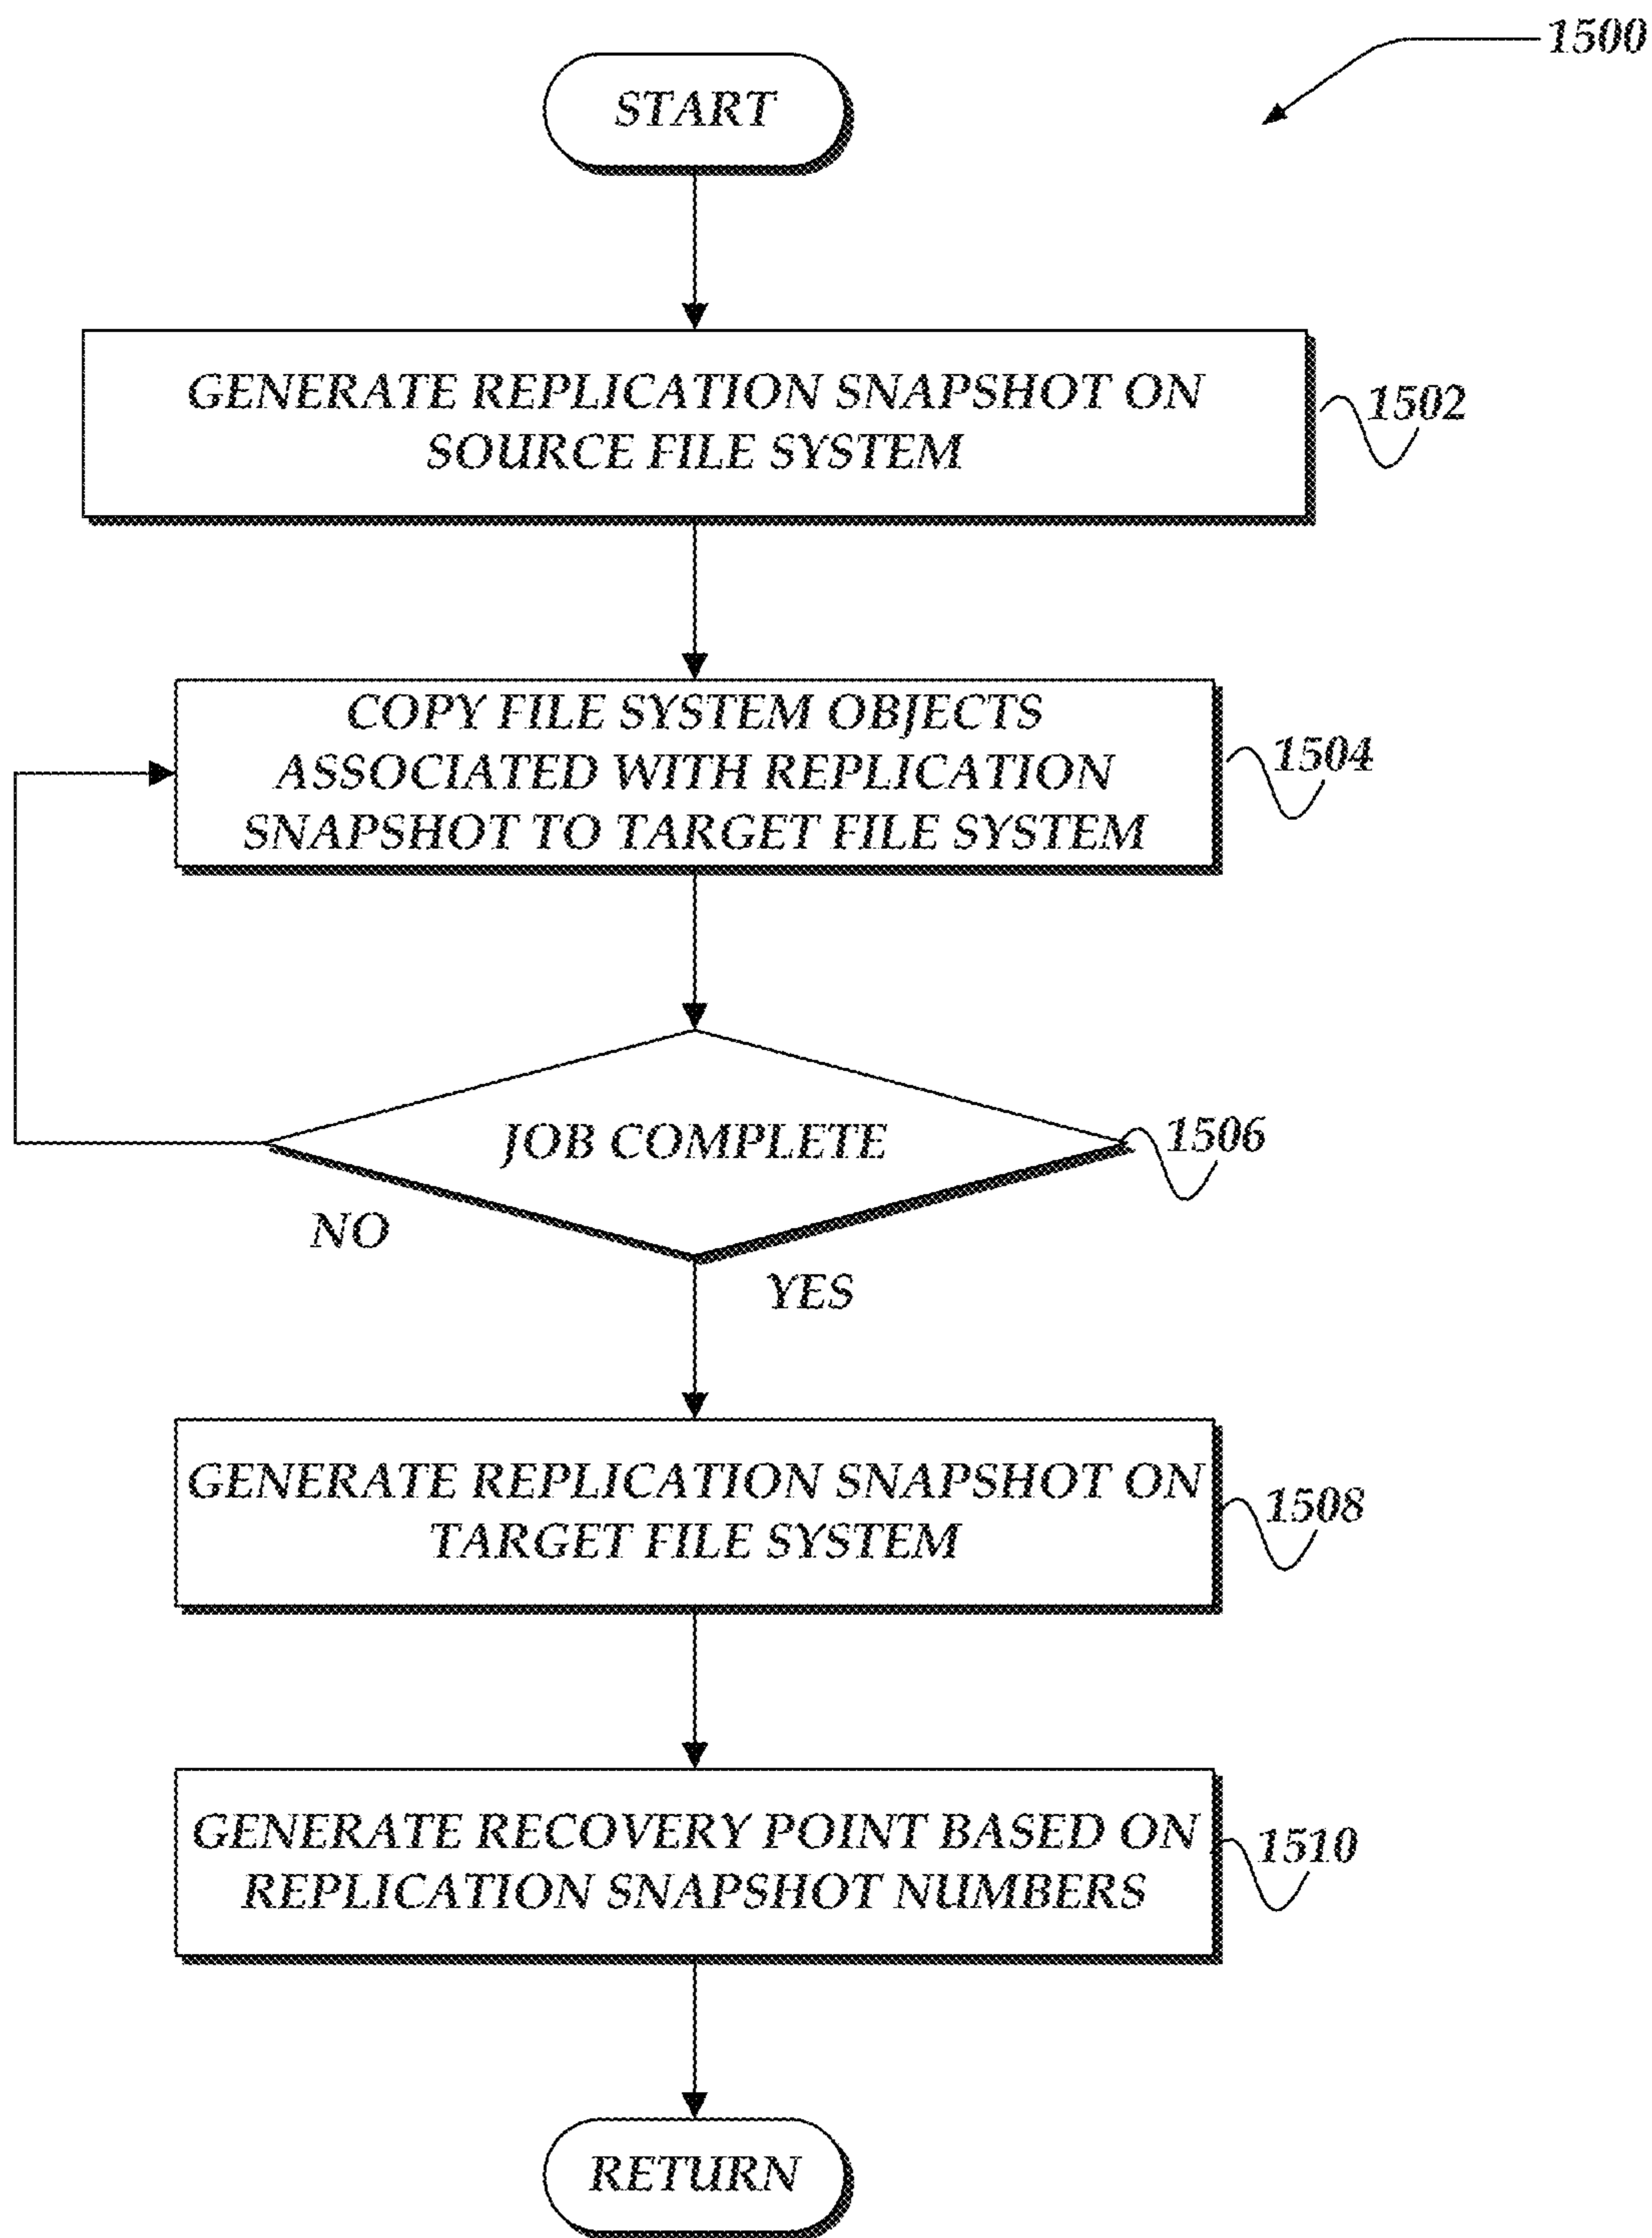 1500
START
GENERATE REPLICATION SNAPSHOT ON
SOURCE FILE SYSTEM
1502
COPY FILE SYSTEM OBJECTS
ASSOCIATED WITH REPLICATION
SNAPSHOT TO TARGET FILE SYSTEM
1504
JOB COMPLETE
1506
NO
YES
GENERATE REPLICATION SNAPSHOT ON
TARGET FILE SYSTEM
1508
GENERATE RECOVERY POINT BASED ON
REPLICATION SNAPSHOT NUMBERS
1510
RETURN